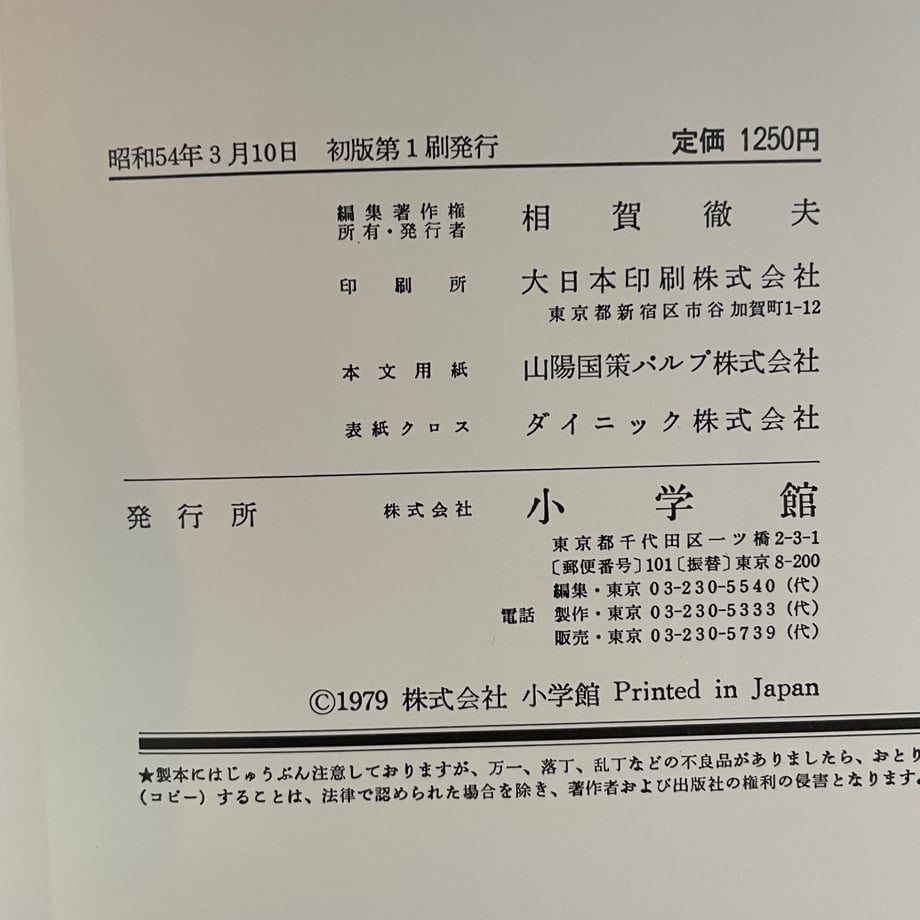 昭和54年3月10日　初版第1刷発行　定価 1250円
編集著作権
所有・発行者　相賀徹夫
印刷所　大日本印刷株式会社
東京都新宿区市谷加賀町1-12
本文用紙　山陽国策パルプ株式会社
表紙クロス　ダイニック株式会社
発行所　株式会社　小学館
東京都千代田区一ツ橋2-3-1
〔郵便番号〕101〔振替〕東京8-200
編集・東京 03-230-5540（代）
電話　製作・東京 03-230-5333（代）
販売・東京 03-230-5739（代）
©1979 株式会社 小学館 Printed in Japan
★製本にはじゅうぶん注意しておりますが、万一、落丁、乱丁などの不良品がありましたら、おとり
（コピー）することは、法律で認められた場合を除き、著作者および出版社の権利の侵害となります。